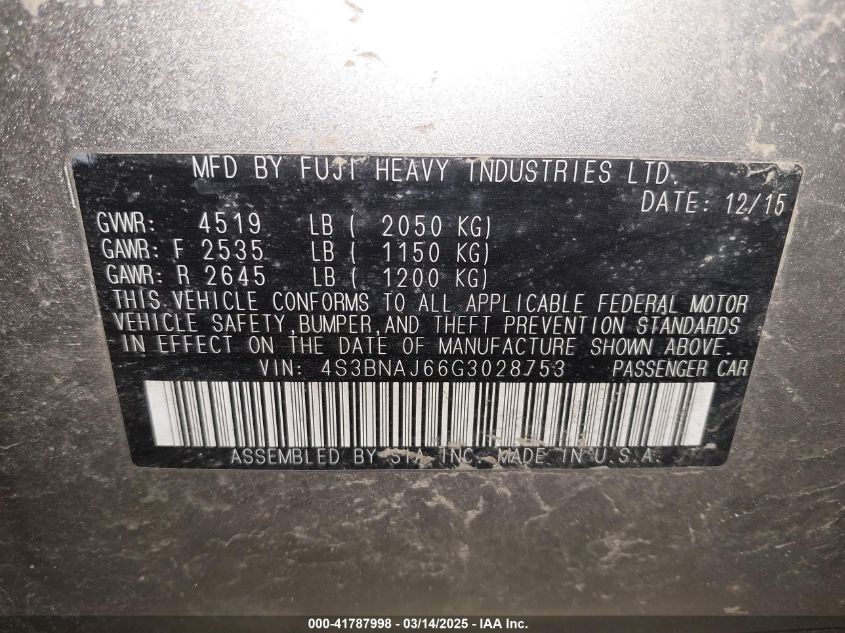 MFD BY FUJI HEAVY INDUSTRIES LTD.
DATE: 12/15
GVWR: 4519 LB ( 2050 KG)
GAWR: F 2535 LB ( 1150 KG)
GAWR: R 2645 LB ( 1200 KG)
THIS VEHICLE CONFORMS TO ALL APPLICABLE FEDERAL MOTOR
VEHICLE SAFETY,BUMPER,AND THEFT PREVENTION STANDARDS
IN EFFECT ON THE DATE OF MANUFACTURE SHOWN ABOVE.
VIN: 4S3BNAJ66G3028753 PASSENGER CAR
ASSEMBLED BY SIA INC. MADE IN U.S.A.
000-41787998 - 03/14/2025 - IAA Inc.